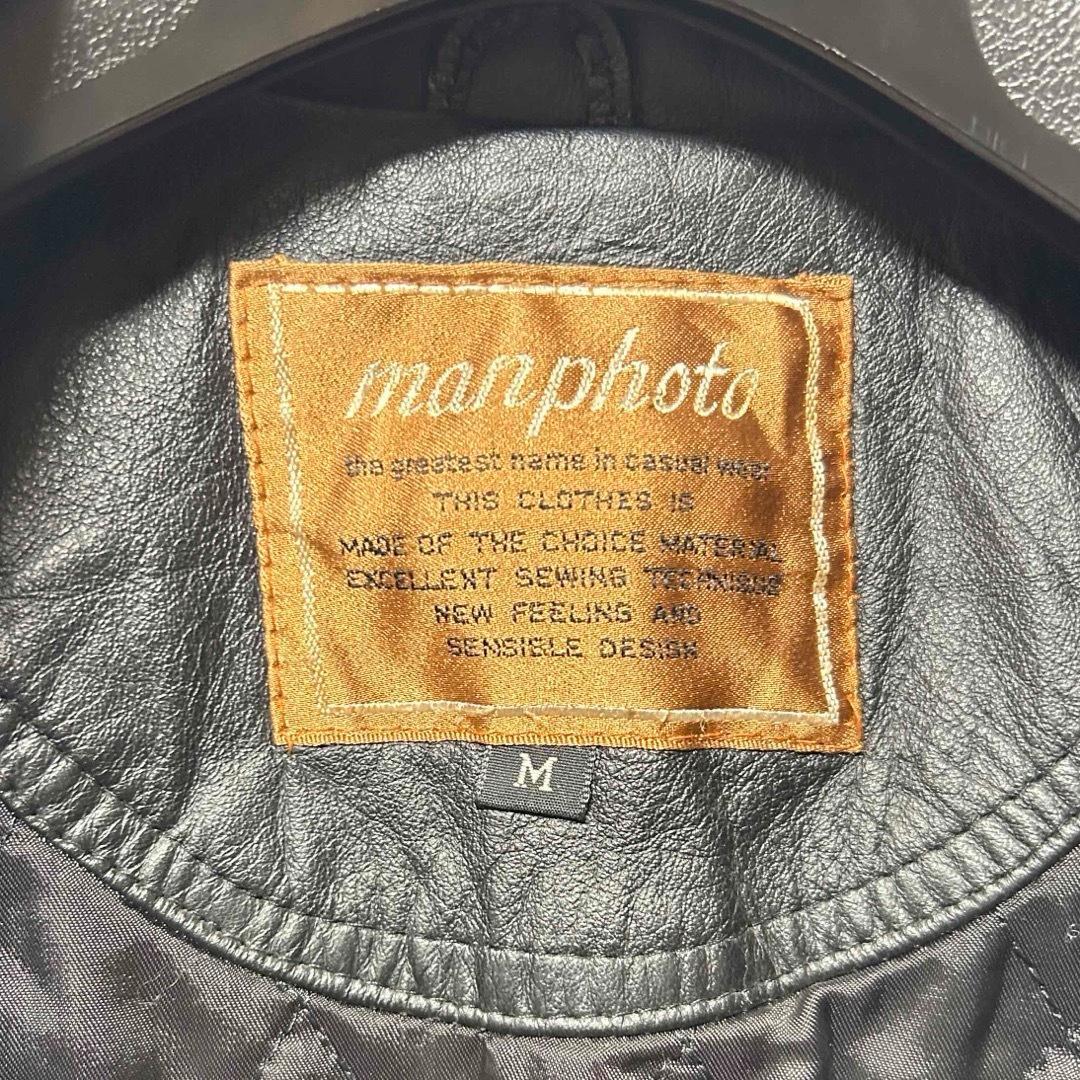 manphoto
the greatest name in casual wear
THIS CLOTHES IS
MADE OF THE CHOICE MATERIAL
EXCELLENT SEWING TECHNIQUE
NEW FEELING AND
SENSIBLE DESIGN
M